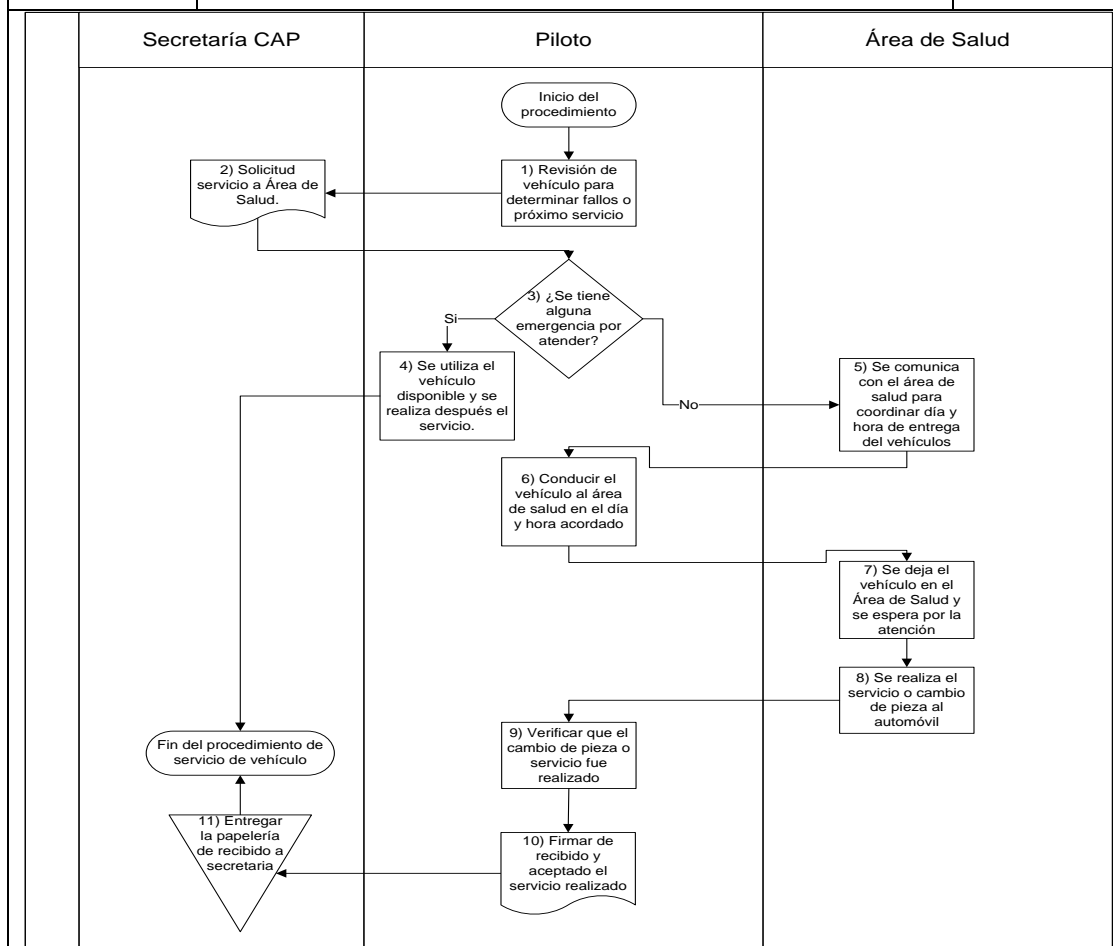 Secretaría CAP
Piloto
Área de Salud
Inicio del
procedimiento
1) Revisión de
vehículo para
determinar fallos o
próximo servicio
2) Solicitud
servicio a Área de
Salud.
3) ¿Se tiene
alguna
emergencia por
atender?
Si
No
4) Se utiliza el
vehículo
disponible y se
realiza después el
servicio.
5) Se comunica
con el área de
salud para
coordinar día y
hora de entrega
del vehículos
6) Conducir el
vehículo al área
de salud en el día
y hora acordado
7) Se deja el
vehículo en el
Área de Salud y
se espera por la
atención
8) Se realiza el
servicio o cambio
de pieza al
automóvil
9) Verificar que el
cambio de pieza o
servicio fue
realizado
Fin del procedimiento de
servicio de vehículo
10) Firmar de
recibido y
aceptado el
servicio realizado
11) Entregar
la papelería
de recibido a
secretaria